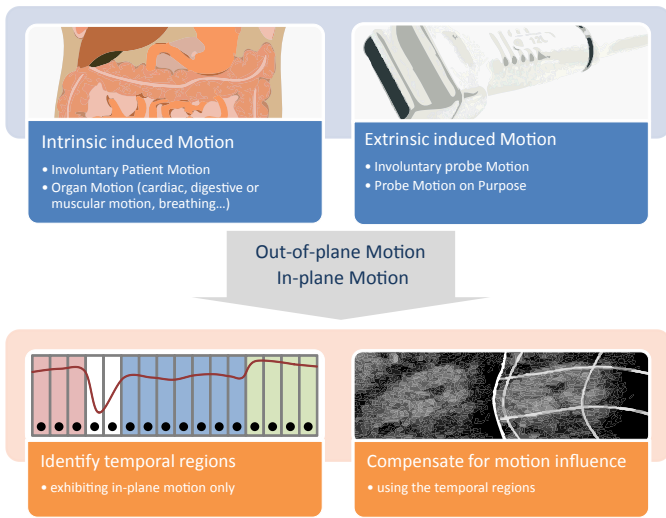 Intrinsic induced Motion
• Involuntary Patient Motion
• Organ Motion (cardiac, digestive or
muscular motion, breathing…)
Extrinsic induced Motion
• Involuntary probe Motion
• Probe Motion on Purpose
Out-of-plane Motion
In-plane Motion
Identify temporal regions
• exhibiting in-plane motion only
Compensate for motion influence
• using the temporal regions